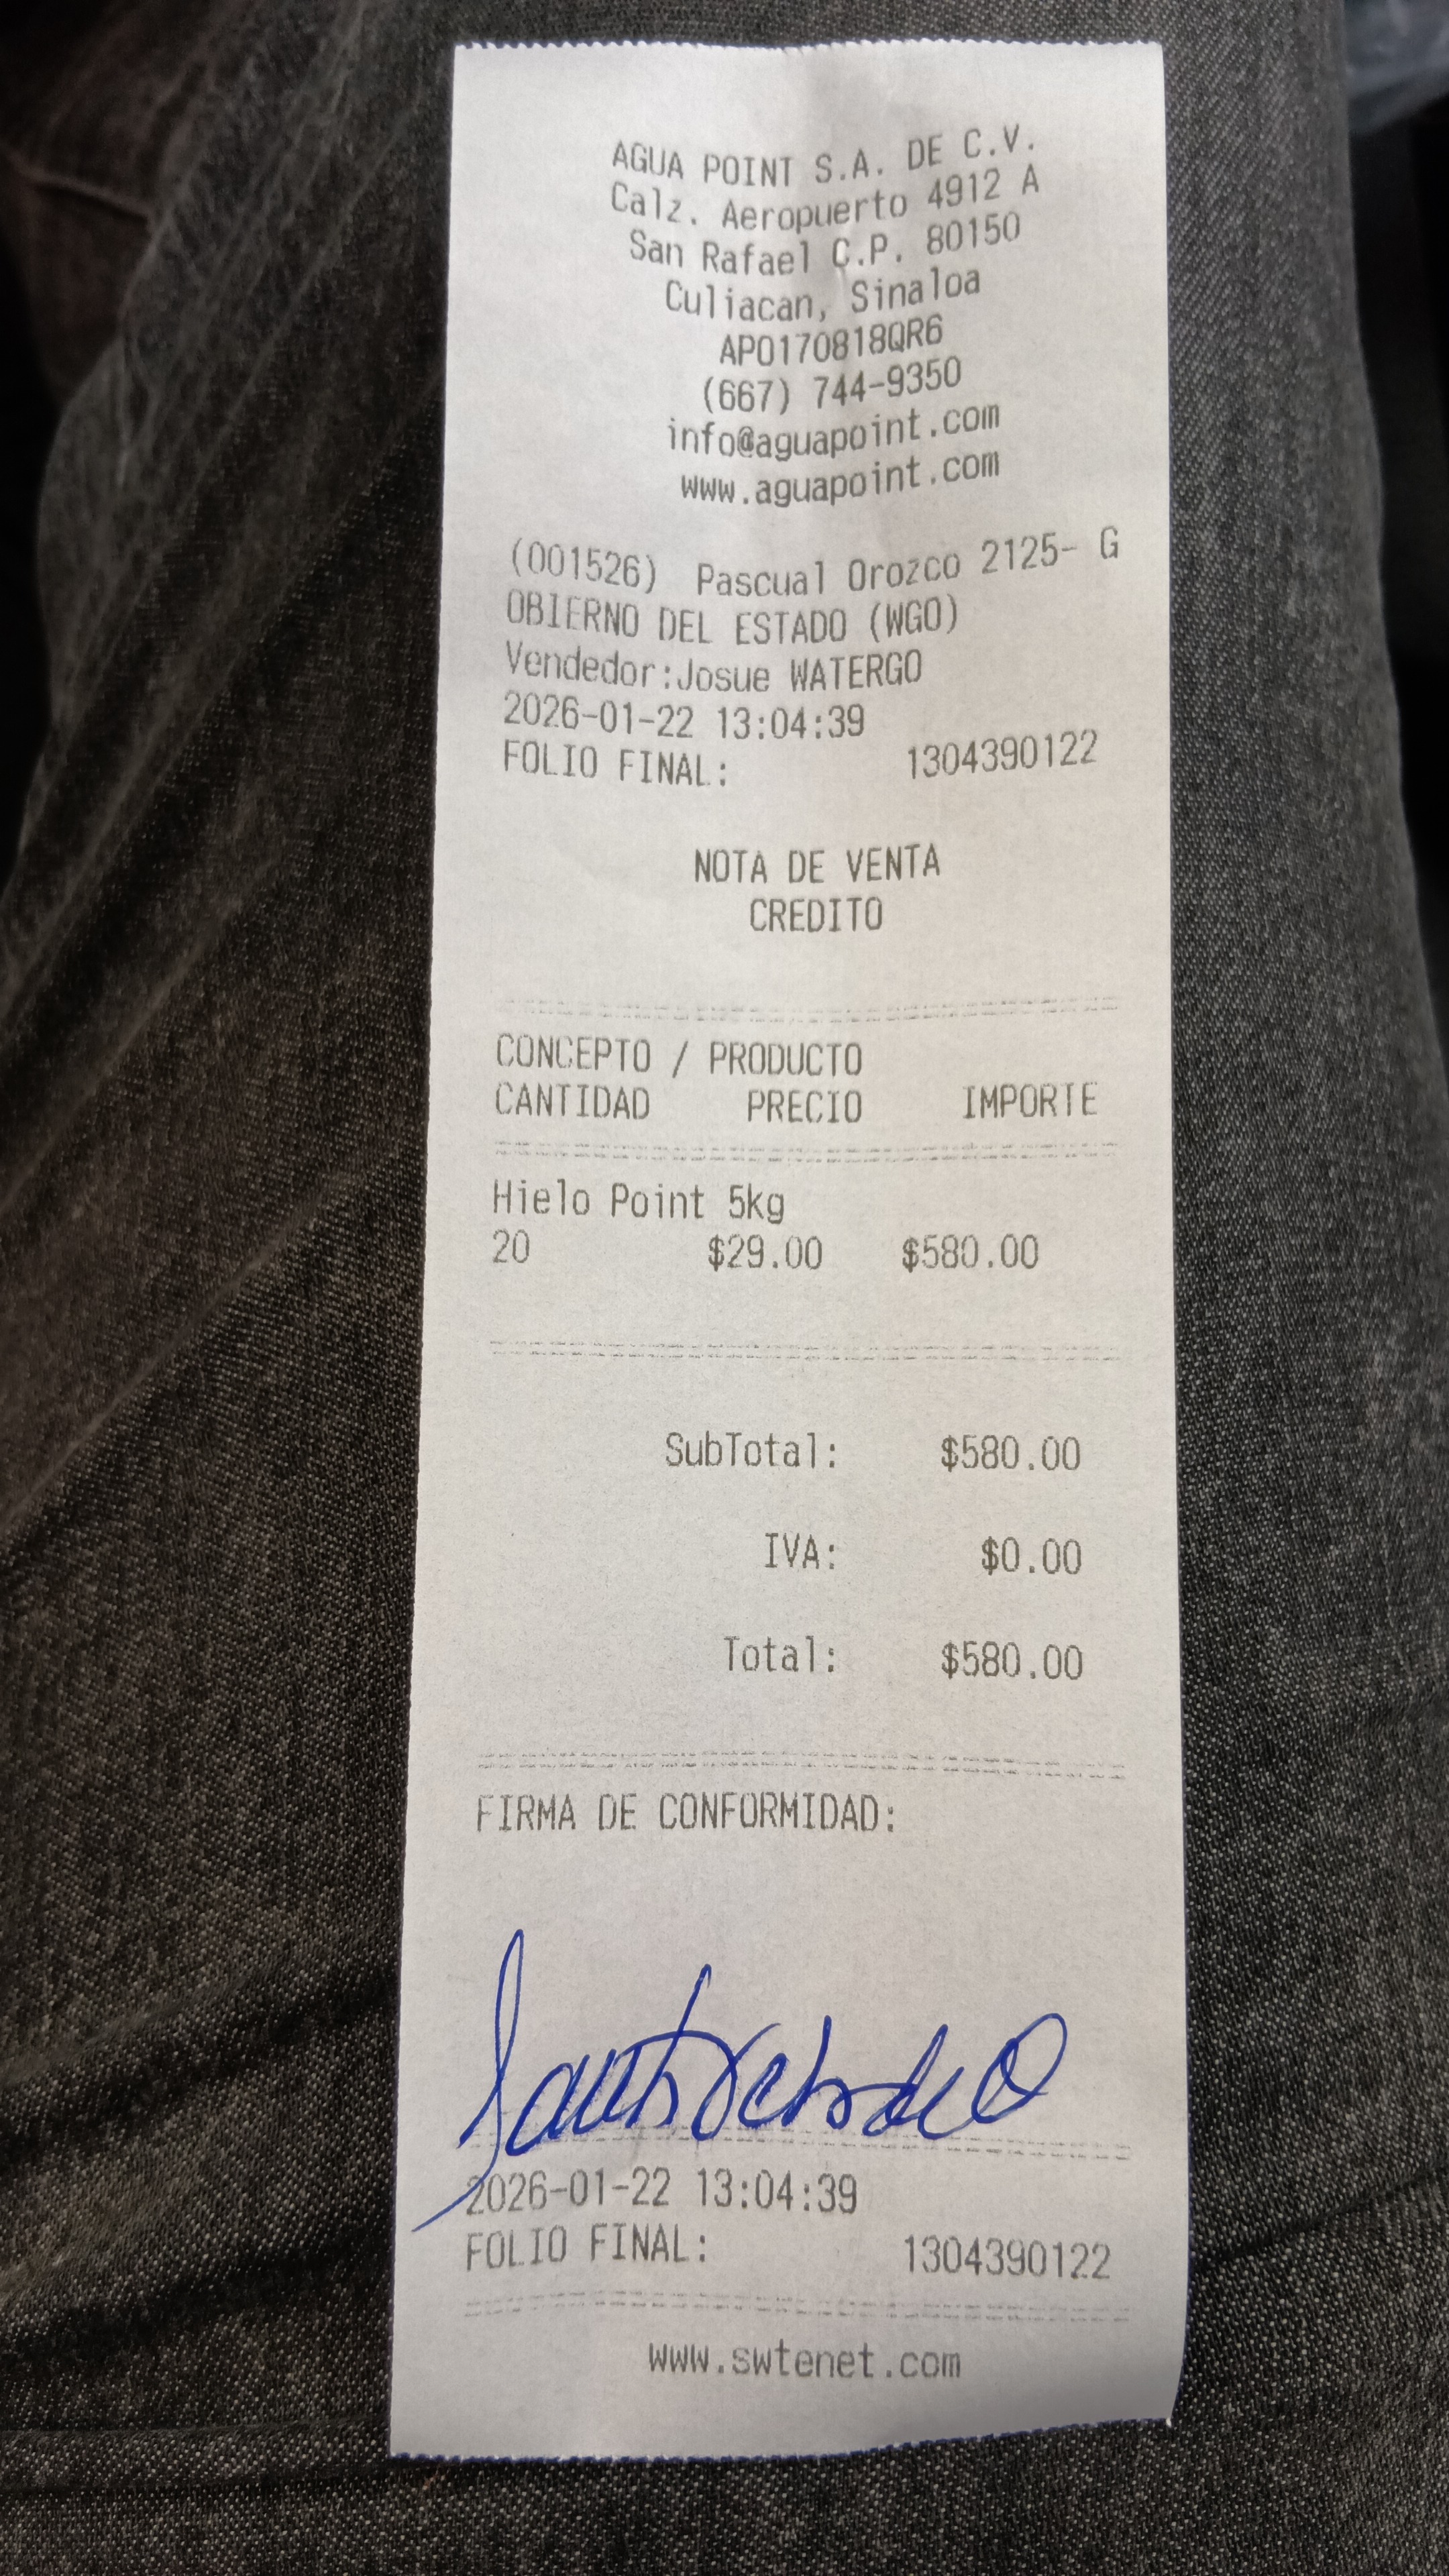 AGUA POINT S.A. DE C.V.
Calz. Aeropuerto 4912 A
San Rafael C.P. 80150
Culiacan, Sinaloa
APO170818QR6
(667) 744-9350
info@aguapoint.com
www.aguapoint.com
(001526) Pascual Orozco 2125- G
OBIERNO DEL ESTADO (WGO)
Vendedor:Josue WATERGO
2026-01-22 13:04:39
FOLIO FINAL: 1304390122
NOTA DE VENTA
CREDITO
CONCEPTO / PRODUCTO
CANTIDAD PRECIO IMPORTE
Hielo Point 5kg
20 $29.00 $580.00
SubTotal: $580.00
IVA: $0.00
Total: $580.00
FIRMA DE CONFORMIDAD:
2026-01-22 13:04:39
FOLIO FINAL: 1304390122
www.swtenet.com